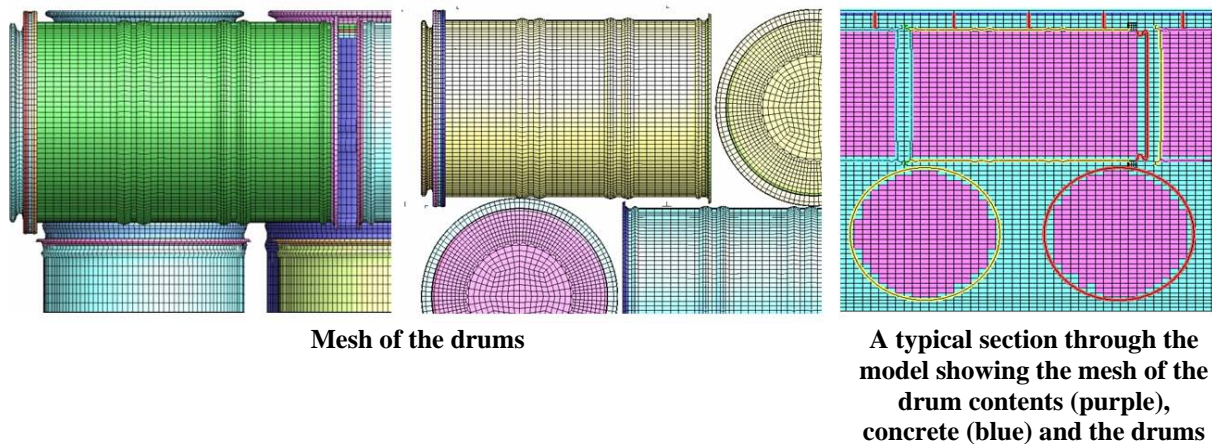 Mesh of the drums
A typical section through the
model showing the mesh of the
drum contents (purple),
concrete (blue) and the drums